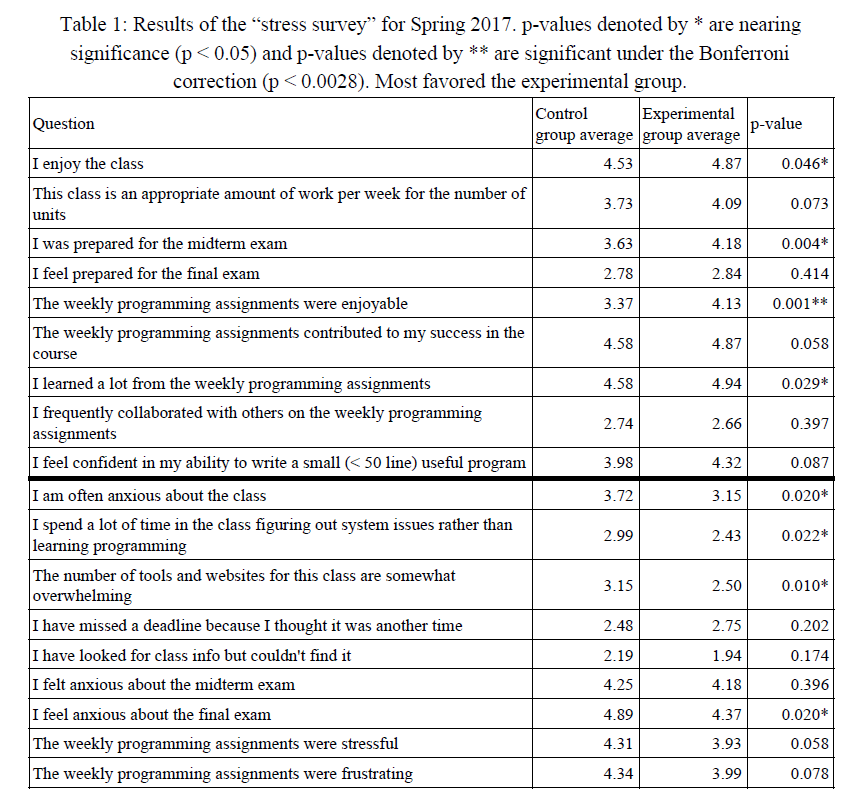 Table 1: Results of the “stress survey” for Spring 2017. p-values denoted by * are nearing
significance (p < 0.05) and p-values denoted by ** are significant under the Bonferroni
correction (p < 0.0028). Most favored the experimental group.
Question | Control group average | Experimental group average | p-value
I enjoy the class 4.53 4.87 0.046*
This class is an appropriate amount of work per week for the number of
units 3.73 4.09 0.073
I was prepared for the midterm exam 3.63 4.18 0.004*
I feel prepared for the final exam 2.78 2.84 0.414
The weekly programming assignments were enjoyable 3.37 4.13 0.001**
The weekly programming assignments contributed to my success in the
course 4.58 4.87 0.058
I learned a lot from the weekly programming assignments 4.58 4.94 0.029*
I frequently collaborated with others on the weekly programming
assignments 2.74 2.66 0.397
I feel confident in my ability to write a small (< 50 line) useful program 3.98 4.32 0.087
I am often anxious about the class 3.72 3.15 0.020*
I spend a lot of time in the class figuring out system issues rather than
learning programming 2.99 2.43 0.022*
The number of tools and websites for this class are somewhat
overwhelming 3.15 2.50 0.010*
I have missed a deadline because I thought it was another time 2.48 2.75 0.202
I have looked for class info but couldn't find it 2.19 1.94 0.174
I felt anxious about the midterm exam 4.25 4.18 0.396
I feel anxious about the final exam 4.89 4.37 0.020*
The weekly programming assignments were stressful 4.31 3.93 0.058
The weekly programming assignments were frustrating 4.34 3.99 0.078